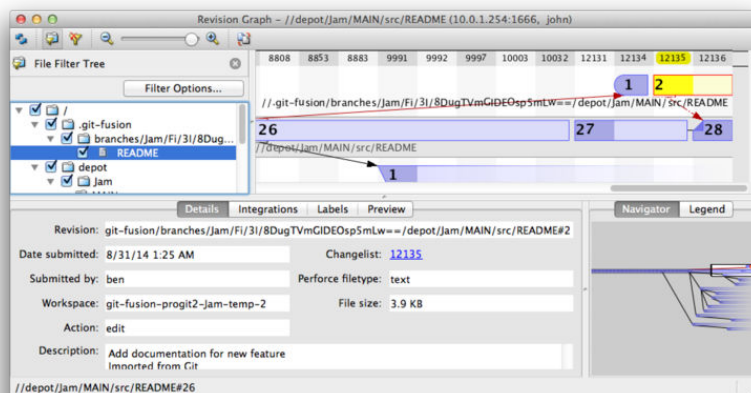 Revision Graph - //depot/Jam/MAIN/src/README (10.0.1.254:1666, john)
File Filter Tree
8808 8853 8883 9991 9992 9997 10003 10032 12131 12134 12135 12136
Filter Options...
1 2
/
//.git-fusion/branches/Jam/Fi/3I/8DugTVmGIDEOsp5mLw==/depot/Jam/MAIN/src/README
.git-fusion
26 27 28
branches/Jam/Fi/3I/8Dug...
README
//depot/Jam/MAIN/src/README
depot
1
Jam
Details Integrations Labels Preview
Navigator Legend
Revision: git-fusion/branches/Jam/Fi/3I/8DugTVmGIDEOsp5mLw==/depot/Jam/MAIN/src/README#2
Date submitted: 8/31/14 1:25 AM Changelist: 12135
Submitted by: ben Perforce filetype: text
Workspace: git-fusion-progit2-Jam-temp-2 File size: 3.9 KB
Action: edit
Description: Add documentation for new feature
Imported from Git
//depot/Jam/MAIN/src/README#26